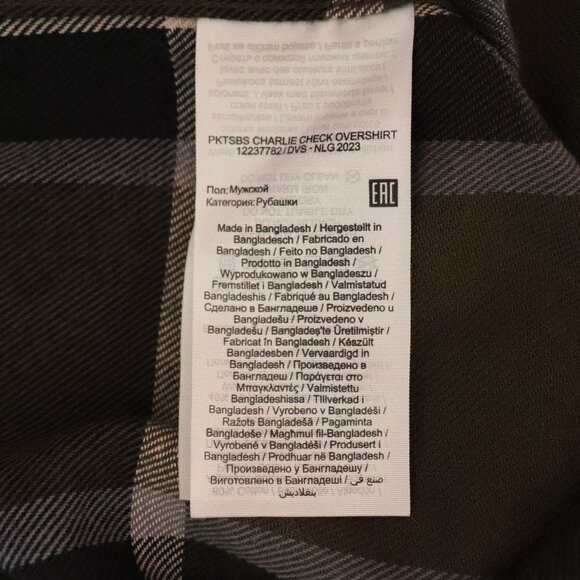 PKTSBS CHARLIE CHECK OVERSHIRT
12237782/DVS - NLG 2023
Пол: Мужской
Категория: Рубашки
EAC
Made in Bangladesh / Hergestellt in
Bangladesch / Fabricado en
Bangladesh / Feito no Bangladesh /
Prodotto in Bangladesh /
Wyprodukowano w Bangladeszu /
Fremstillet i Bangladesh / Valmistatud
Bangladeshis / Fabriqué au Bangladesh /
Сделано в Бангладеше / Proizvedeno u
Bangladešu / Proizvedeno v
Bangladešu / Bangladeş'te Üretilmiştir /
Fabricat în Bangladesh / Készült
Bangladesben / Vervaardigd in
Bangladesh / Произведено в
Бангладеш / Παράγεται στο
Μπαγκλαντές / Valmistettu
Bangladeshissa / Tillverkad i
Bangladesh / Vyrobeno v Bangladéši /
Ražots Bangladešā / Pagaminta
Bangladeše / Magħmul fil-Bangladesh /
Vyrobené v Bangladéši / Produsert i
Bangladesh / Prodhuar në Bangladesh /
Произведено у Бангладешу /
Виготовлено в Бангладеш / صنع في
بنغلاديش